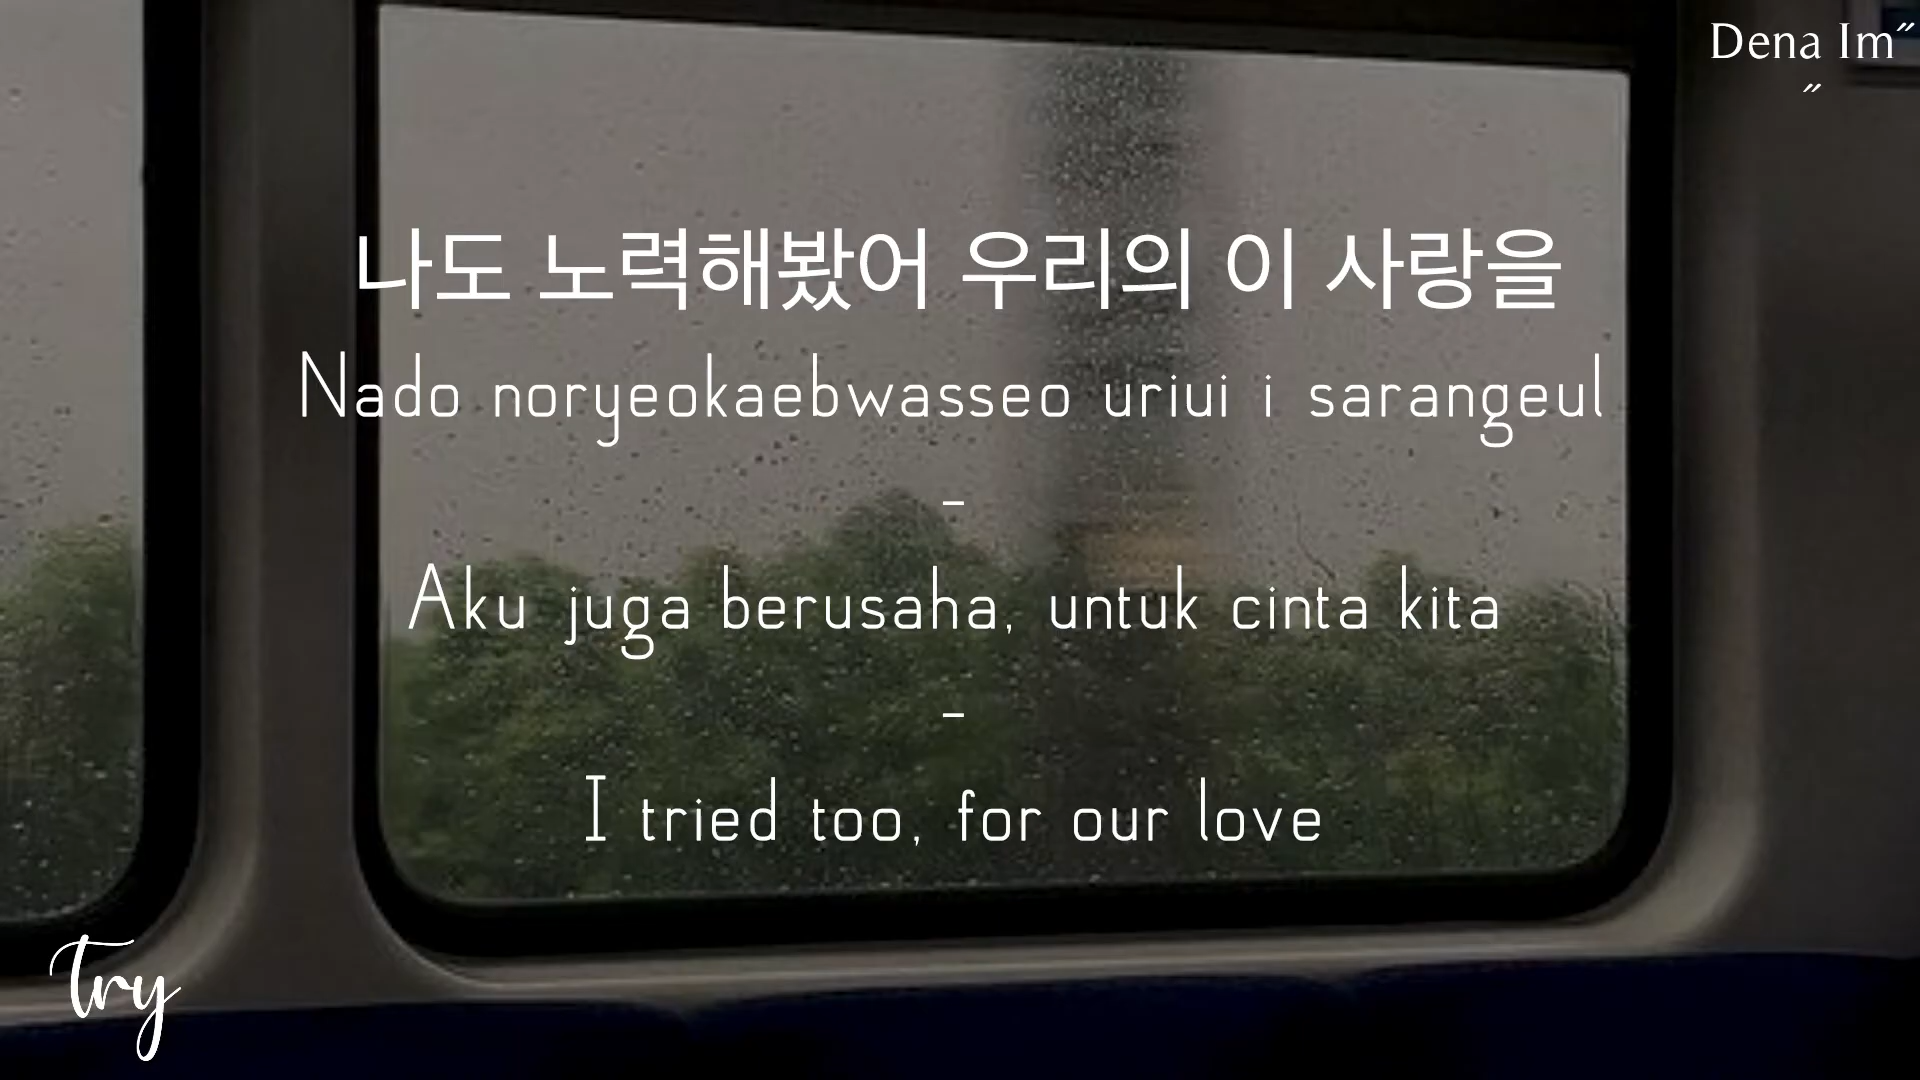 Dena Im˝
˝
나도 노력해봤어 우리의 이 사랑을
Nado noryeokaebwasseo uriui i sarangeul
-
Aku juga berusaha, untuk cinta kita
-
I tried too, for our love
try